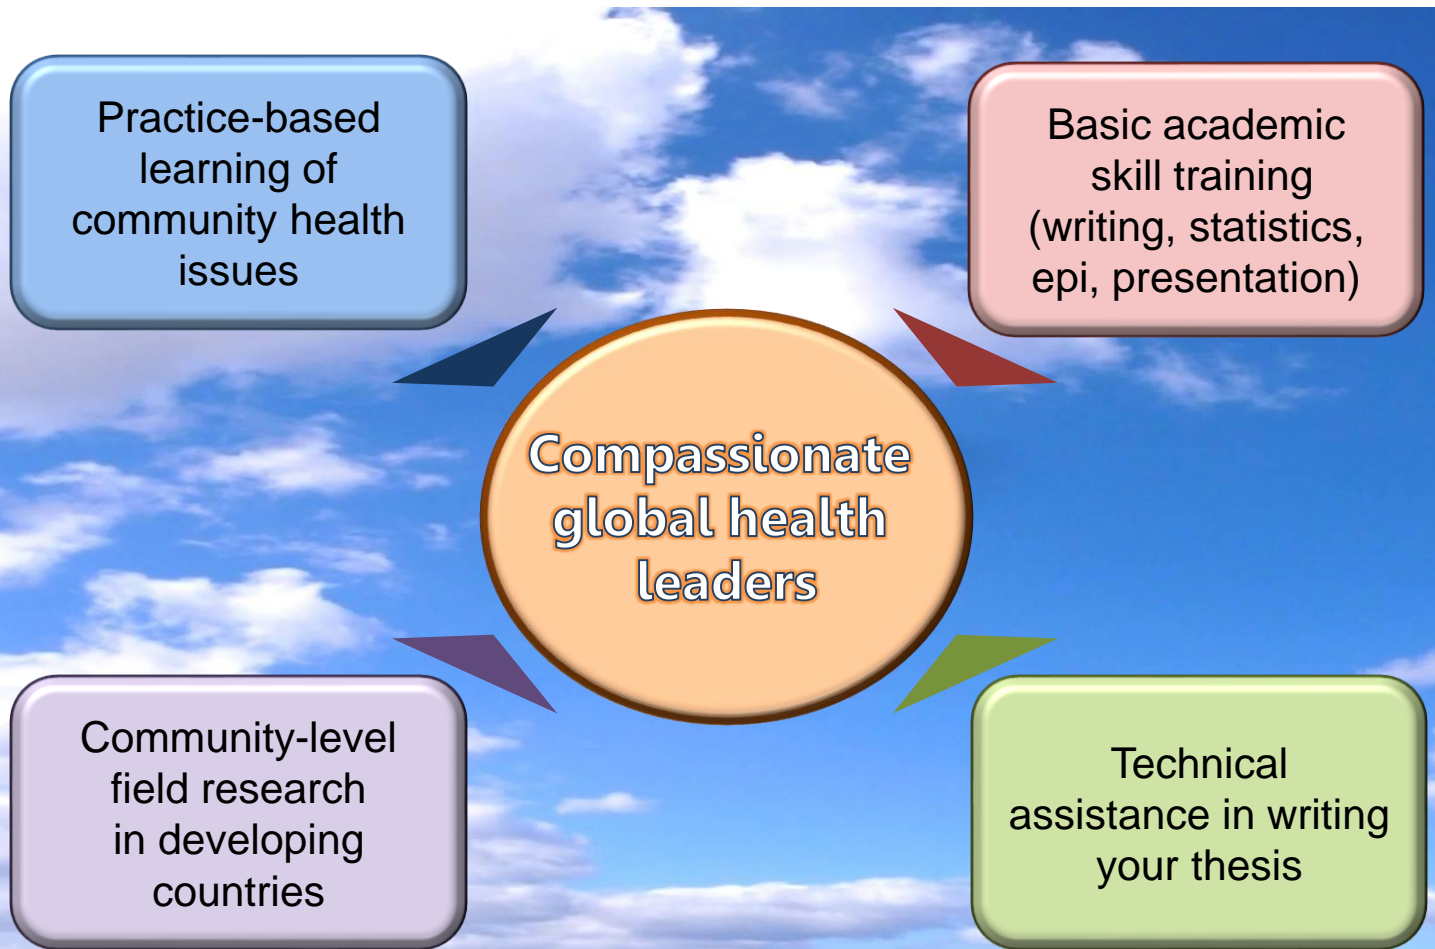 Practice-based
learning of
community health
issues
Basic academic
skill training
(writing, statistics,
epi, presentation)
Compassionate
global health
leaders
Community-level
field research
in developing
countries
Technical
assistance in writing
your thesis